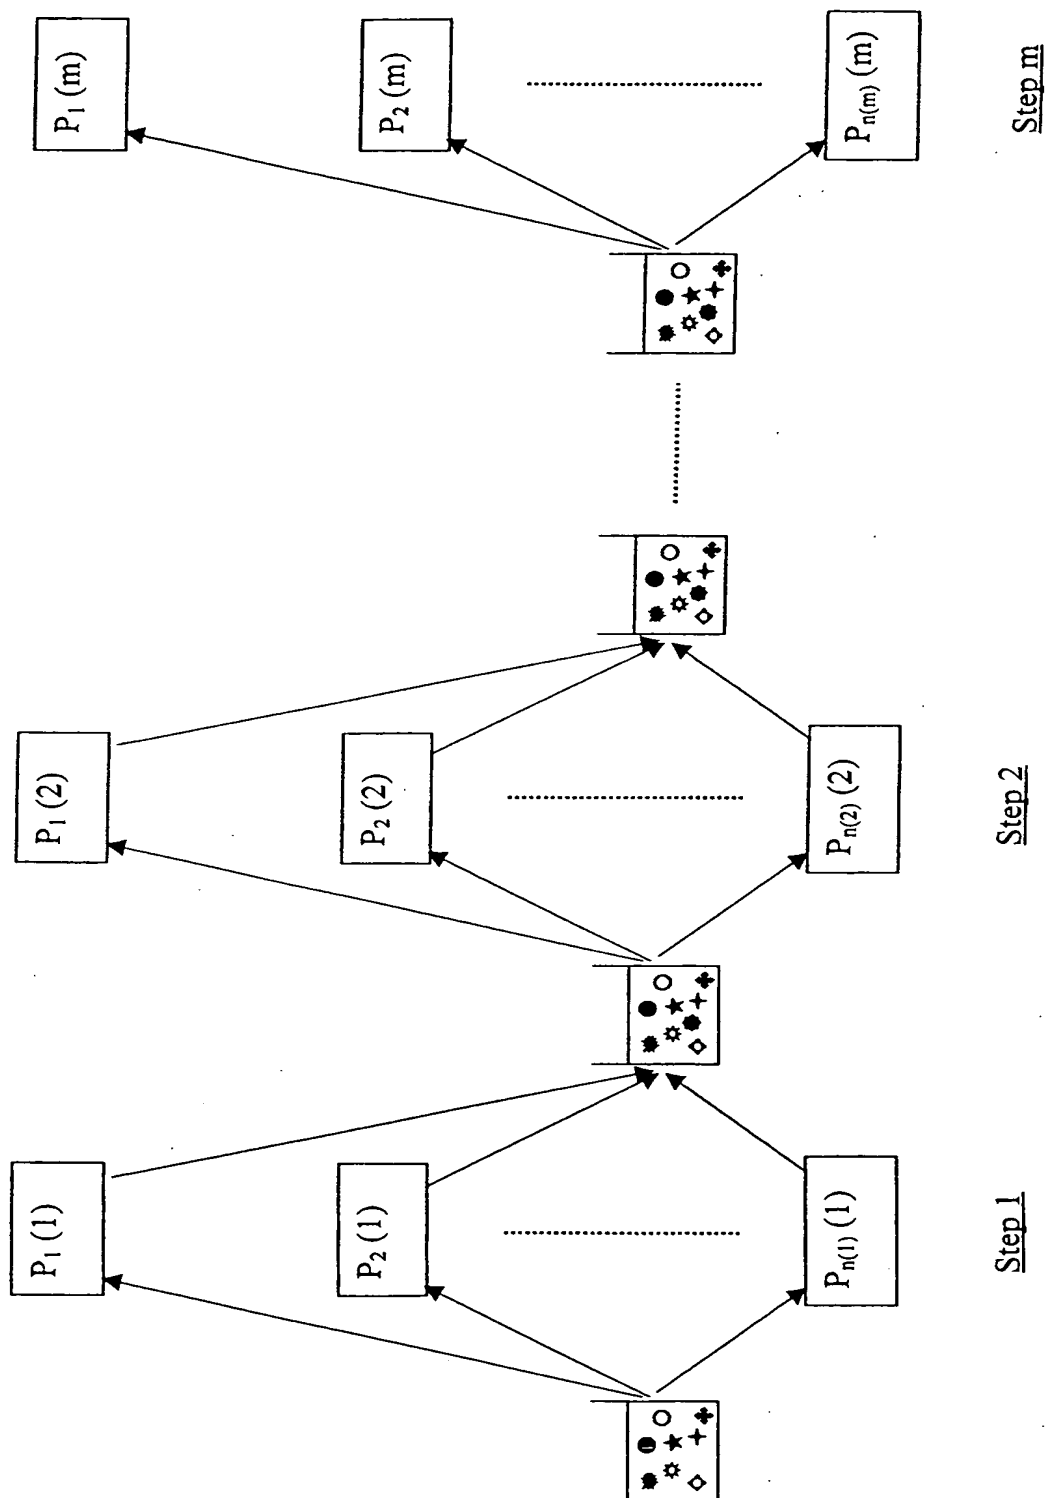 P₁ (1)
P₂ (1)
Pₙ₍₁₎ (1)
Step 1
P₁ (2)
P₂ (2)
Pₙ₍₂₎ (2)
Step 2
P₁ (m)
P₂ (m)
Pₙ₍ₘ₎ (m)
Step m